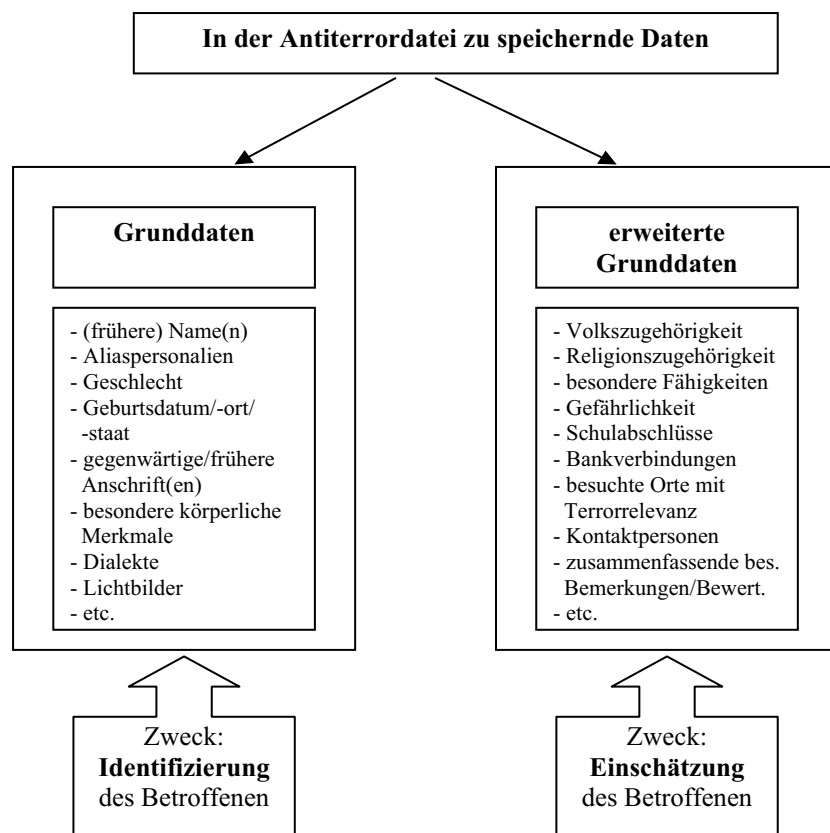 In der Antiterrordatei zu speichernde Daten
Grunddaten
- (frühere) Name(n)
- Aliaspersonalien
- Geschlecht
- Geburtsdatum/-ort/
-staat
- gegenwärtige/frühere
Anschrift(en)
- besondere körperliche
Merkmale
- Dialekte
- Lichtbilder
- etc.
Zweck:
Identifizierung
des Betroffenen
erweiterte
Grunddaten
- Volkszugehörigkeit
- Religionszugehörigkeit
- besondere Fähigkeiten
- Gefährlichkeit
- Schulabschlüsse
- Bankverbindungen
- besuchte Orte mit
Terrorrelevanz
- Kontaktpersonen
- zusammenfassende bes.
Bemerkungen/Bewert.
- etc.
Zweck:
Einschätzung
des Betroffenen